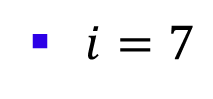 ▪ i = 7